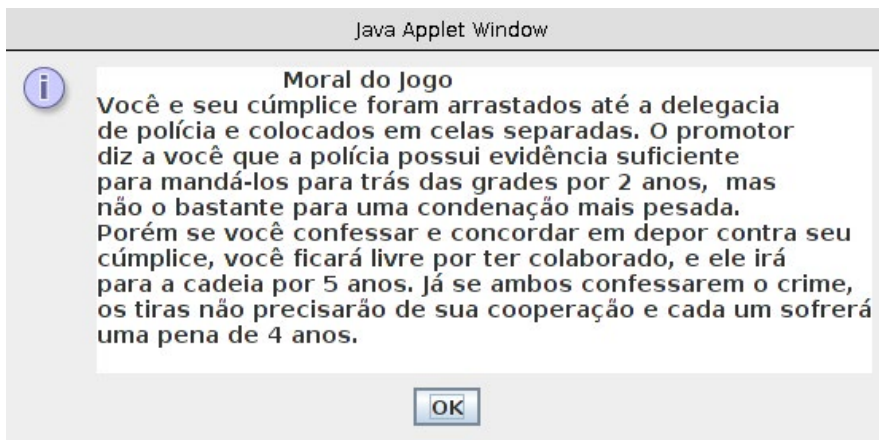 Java Applet Window
i
Moral do Jogo
Você e seu cúmplice foram arrastados até a delegacia
de polícia e colocados em celas separadas. O promotor
diz a você que a polícia possui evidência suficiente
para mandá-los para trás das grades por 2 anos,  mas
não o bastante para uma condenação mais pesada.
Porém se você confessar e concordar em depor contra seu
cúmplice, você ficará livre por ter colaborado, e ele irá
para a cadeia por 5 anos. Já se ambos confessarem o crime,
os tiras não precisarão de sua cooperação e cada um sofrerá
uma pena de 4 anos.
OK